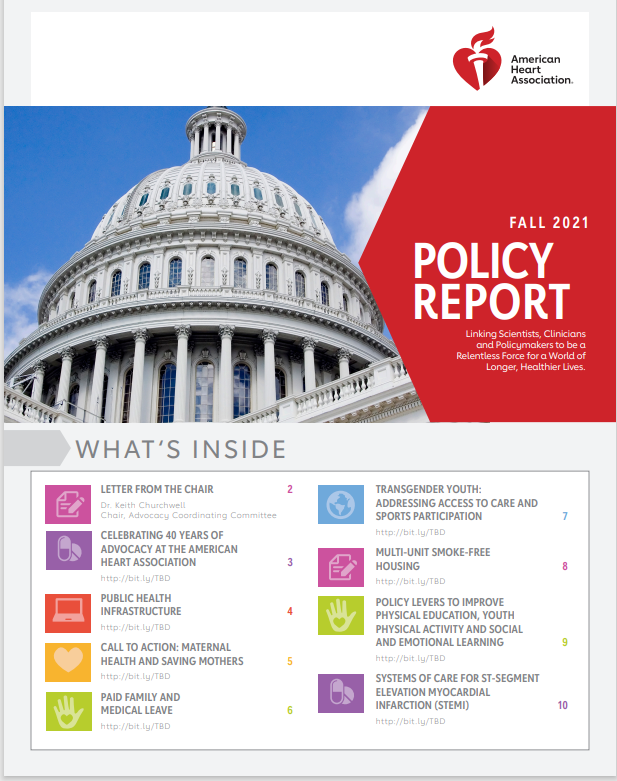 American
Heart
Association.
FALL 2021
POLICY
REPORT
Linking Scientists, Clinicians
and Policymakers to be a
Relentless Force for a World of
Longer, Healthier Lives.
WHAT'S INSIDE
LETTER FROM THE CHAIR 2
Dr. Keith Churchwell
Chair, Advocacy Coordinating Committee
CELEBRATING 40 YEARS OF
ADVOCACY AT THE AMERICAN
HEART ASSOCIATION 3
http://bit.ly/TBD
PUBLIC HEALTH
INFRASTRUCTURE 4
http://bit.ly/TBD
CALL TO ACTION: MATERNAL
HEALTH AND SAVING MOTHERS 5
http://bit.ly/TBD
PAID FAMILY AND
MEDICAL LEAVE 6
http://bit.ly/TBD
TRANSGENDER YOUTH:
ADDRESSING ACCESS TO CARE AND
SPORTS PARTICIPATION 7
http://bit.ly/TBD
MULTI-UNIT SMOKE-FREE
HOUSING 8
http://bit.ly/TBD
POLICY LEVERS TO IMPROVE
PHYSICAL EDUCATION, YOUTH
PHYSICAL ACTIVITY AND SOCIAL
AND EMOTIONAL LEARNING 9
http://bit.ly/TBD
SYSTEMS OF CARE FOR ST-SEGMENT
ELEVATION MYOCARDIAL
INFARCTION (STEMI) 10
http://bit.ly/TBD